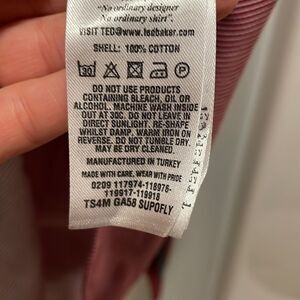 "No ordinary designer
No ordinary shirt".
VISIT TED@tedbaker.com
SHELL: 100% COTTON
30
DO NOT USE PRODUCTS
CONTAINING BLEACH, OIL OR
ALCOHOL. MACHINE WASH INSIDE
OUT AT 30C. DO NOT LEAVE IN
DIRECT SUNLIGHT. RE-SHAPE
WHILST DAMP. WARM IRON ON
REVERSE. DO NOT TUMBLE DRY.
MAY BE DRY CLEANED.
MANUFACTURED IN TURKEY
MADE WITH CARE, WEAR WITH PRIDE
0209 117974-118976-
119917-119918
TS4M GA58 SUPOFLY